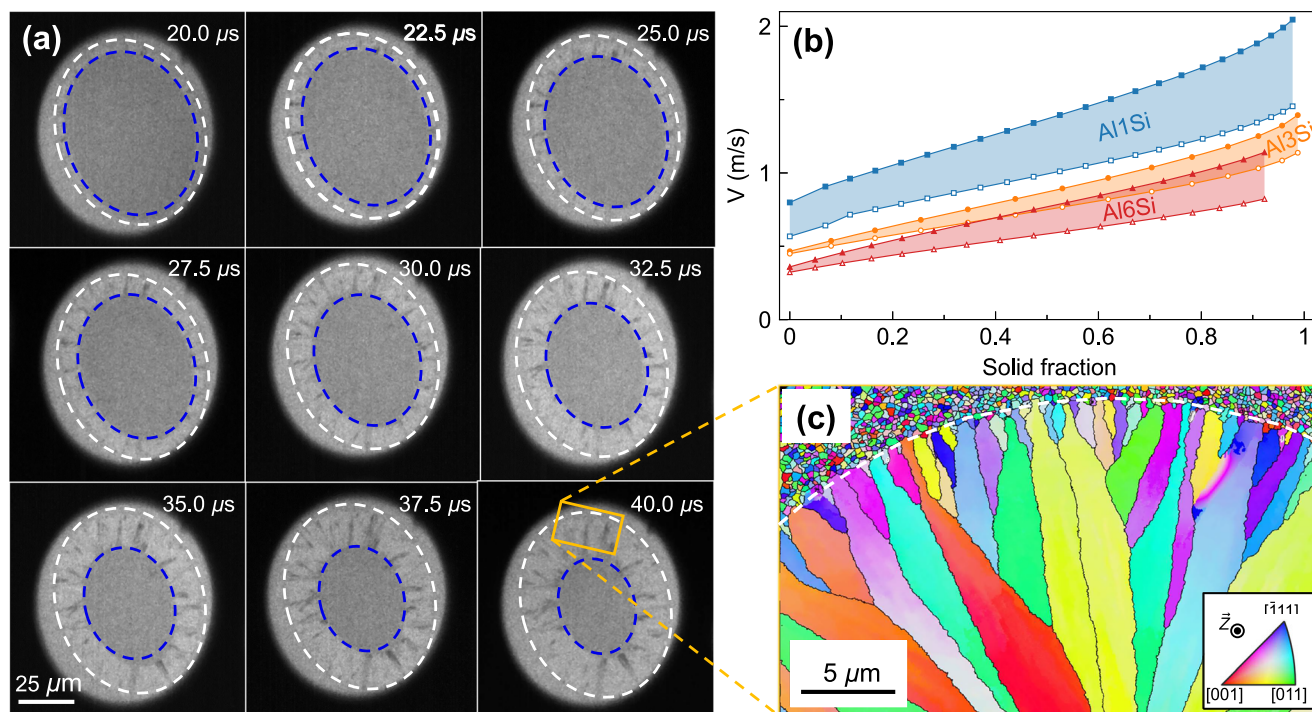 (a)
20.0 µs
22.5 µs
25.0 µs
27.5 µs
30.0 µs
32.5 µs
35.0 µs
37.5 µs
40.0 µs
25 µm
(b)
2
1
0
V (m/s)
Al1Si
Al3Si
Al6Si
0 0.2 0.4 0.6 0.8 1
Solid fraction
(c)
5 µm
Z⃗
[1̄11]
[001] [011]